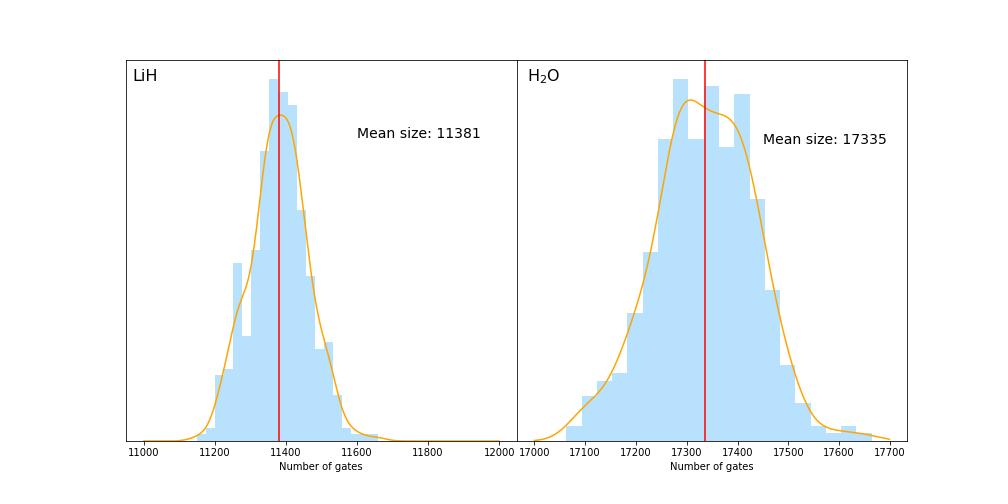 LiH
Mean size: 11381
11000 11200 11400 11600 11800 12000
Number of gates
H₂O
Mean size: 17335
17000 17100 17200 17300 17400 17500 17600 17700
Number of gates